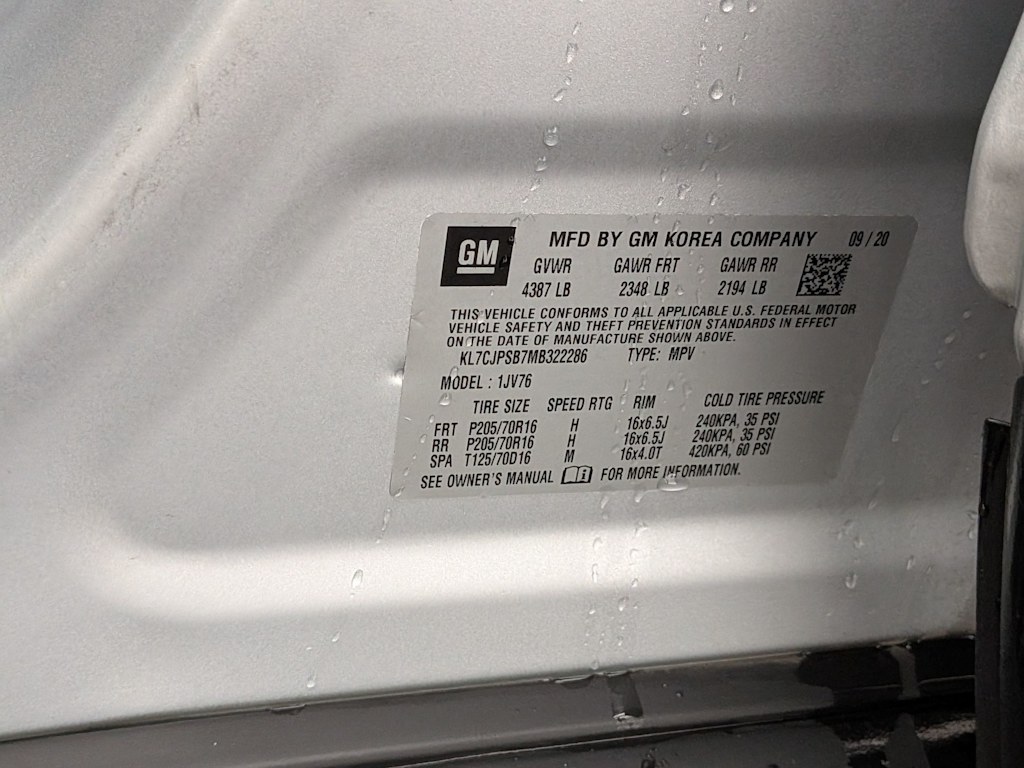 GM MFD BY GM KOREA COMPANY 09/20
GVWR GAWR FRT GAWR RR
4387 LB 2348 LB 2194 LB
THIS VEHICLE CONFORMS TO ALL APPLICABLE U.S. FEDERAL MOTOR
VEHICLE SAFETY AND THEFT PREVENTION STANDARDS IN EFFECT
ON THE DATE OF MANUFACTURE SHOWN ABOVE.
KL7CJPSB7MB322286 TYPE: MPV
MODEL : 1JV76
TIRE SIZE SPEED RTG RIM COLD TIRE PRESSURE
FRT P205/70R16 H 16x6.5J 240KPA, 35 PSI
RR P205/70R16 H 16x6.5J 240KPA, 35 PSI
SPA T125/70D16 M 16x4.0T 420KPA, 60 PSI
SEE OWNER'S MANUAL FOR MORE INFORMATION.